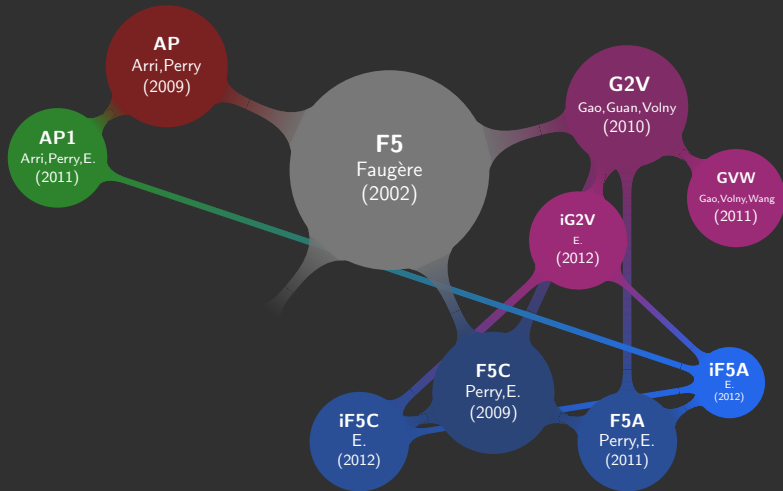 AP
Arri,Perry
(2009)
AP1
Arri,Perry,E.
(2011)
F5
Faugère
(2002)
G2V
Gao,Guan,Volny
(2010)
GVW
Gao,Volny,Wang
(2011)
iG2V
E.
(2012)
F5C
Perry,E.
(2009)
iF5A
E.
(2012)
iF5C
E.
(2012)
F5A
Perry,E.
(2011)